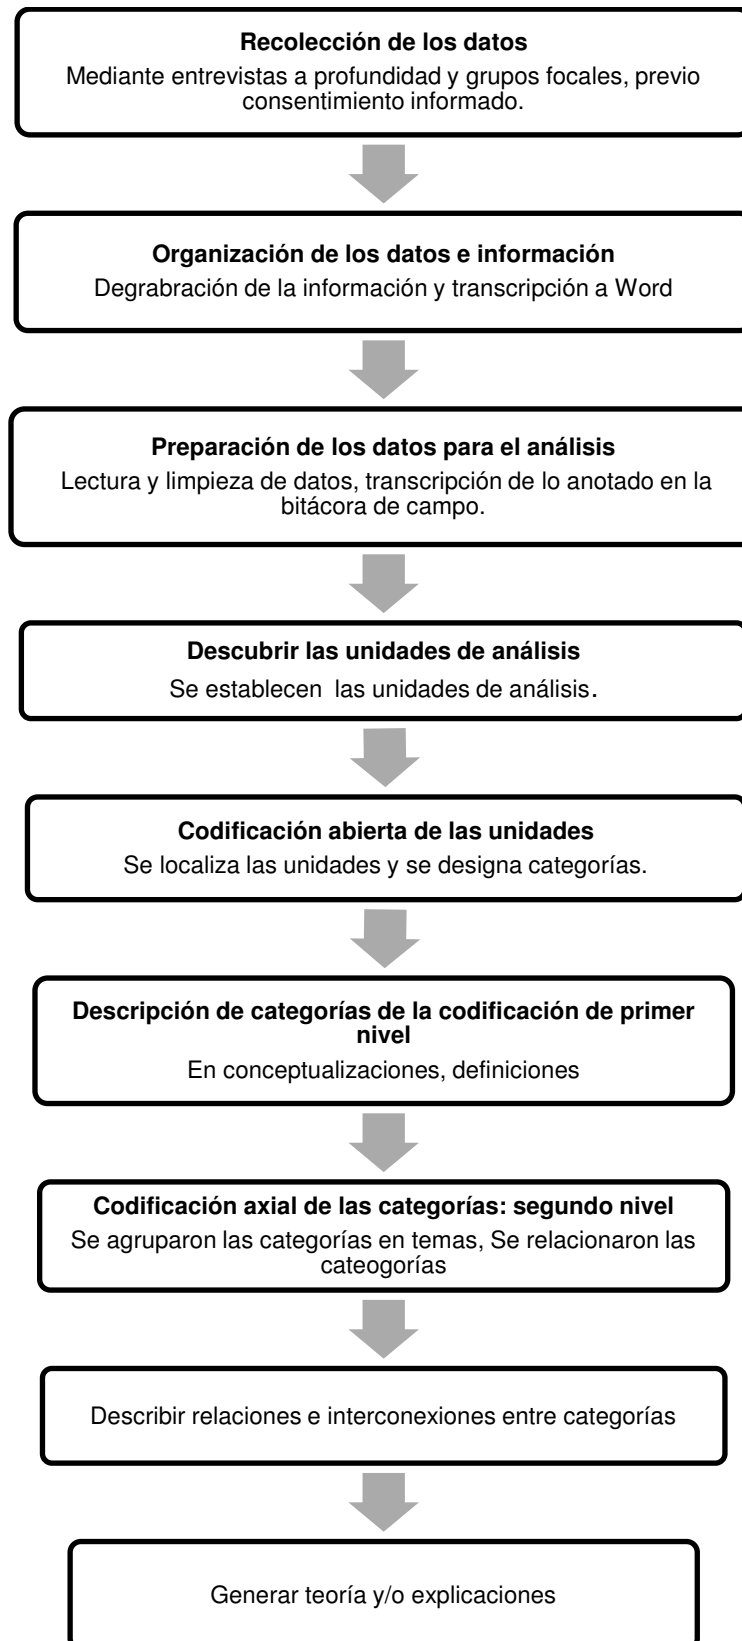 Recolección de los datos
Mediante entrevistas a profundidad y grupos focales, previo
consentimiento informado.
Organización de los datos e información
Degrabración de la información y transcripción a Word
Preparación de los datos para el análisis
Lectura y limpieza de datos, transcripción de lo anotado en la
bitácora de campo.
Descubrir las unidades de análisis
Se establecen las unidades de análisis.
Codificación abierta de las unidades
Se localiza las unidades y se designa categorías.
Descripción de categorías de la codificación de primer
nivel
En conceptualizaciones, definiciones
Codificación axial de las categorías: segundo nivel
Se agruparon las categorías en temas, Se relacionaron las
cateogorías
Describir relaciones e interconexiones entre categorías
Generar teoría y/o explicaciones